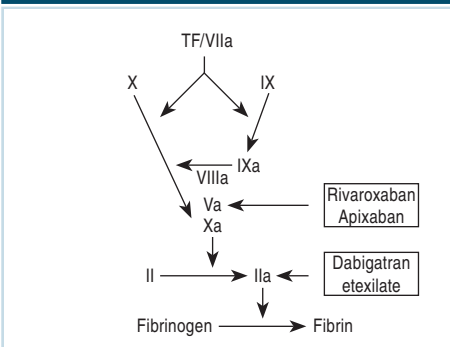 TF/VIIa
X
IX
IXa
VIIIa
Va
Xa
Rivaroxaban
Apixaban
II
IIa
Dabigatran
etexilate
Fibrinogen
Fibrin